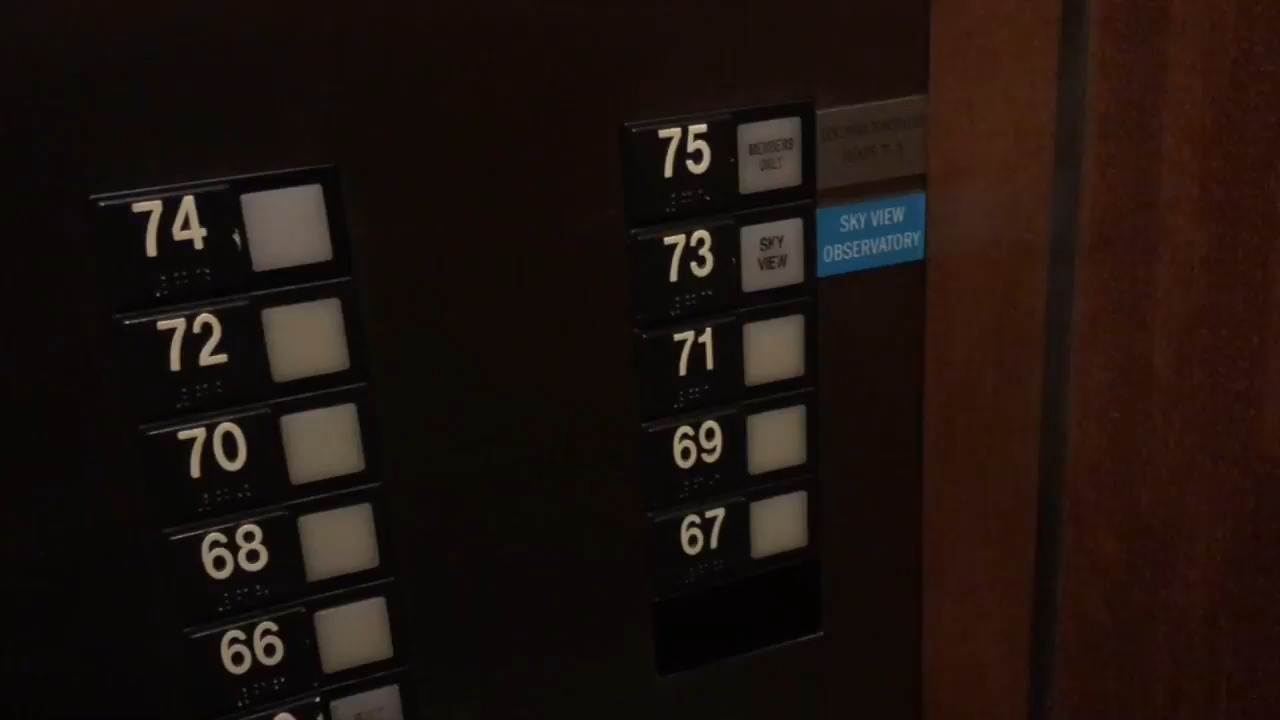 74
72
70
68
66
75
MEMBERS
ONLY
73
SKY
VIEW
SKY VIEW
OBSERVATORY
71
69
67